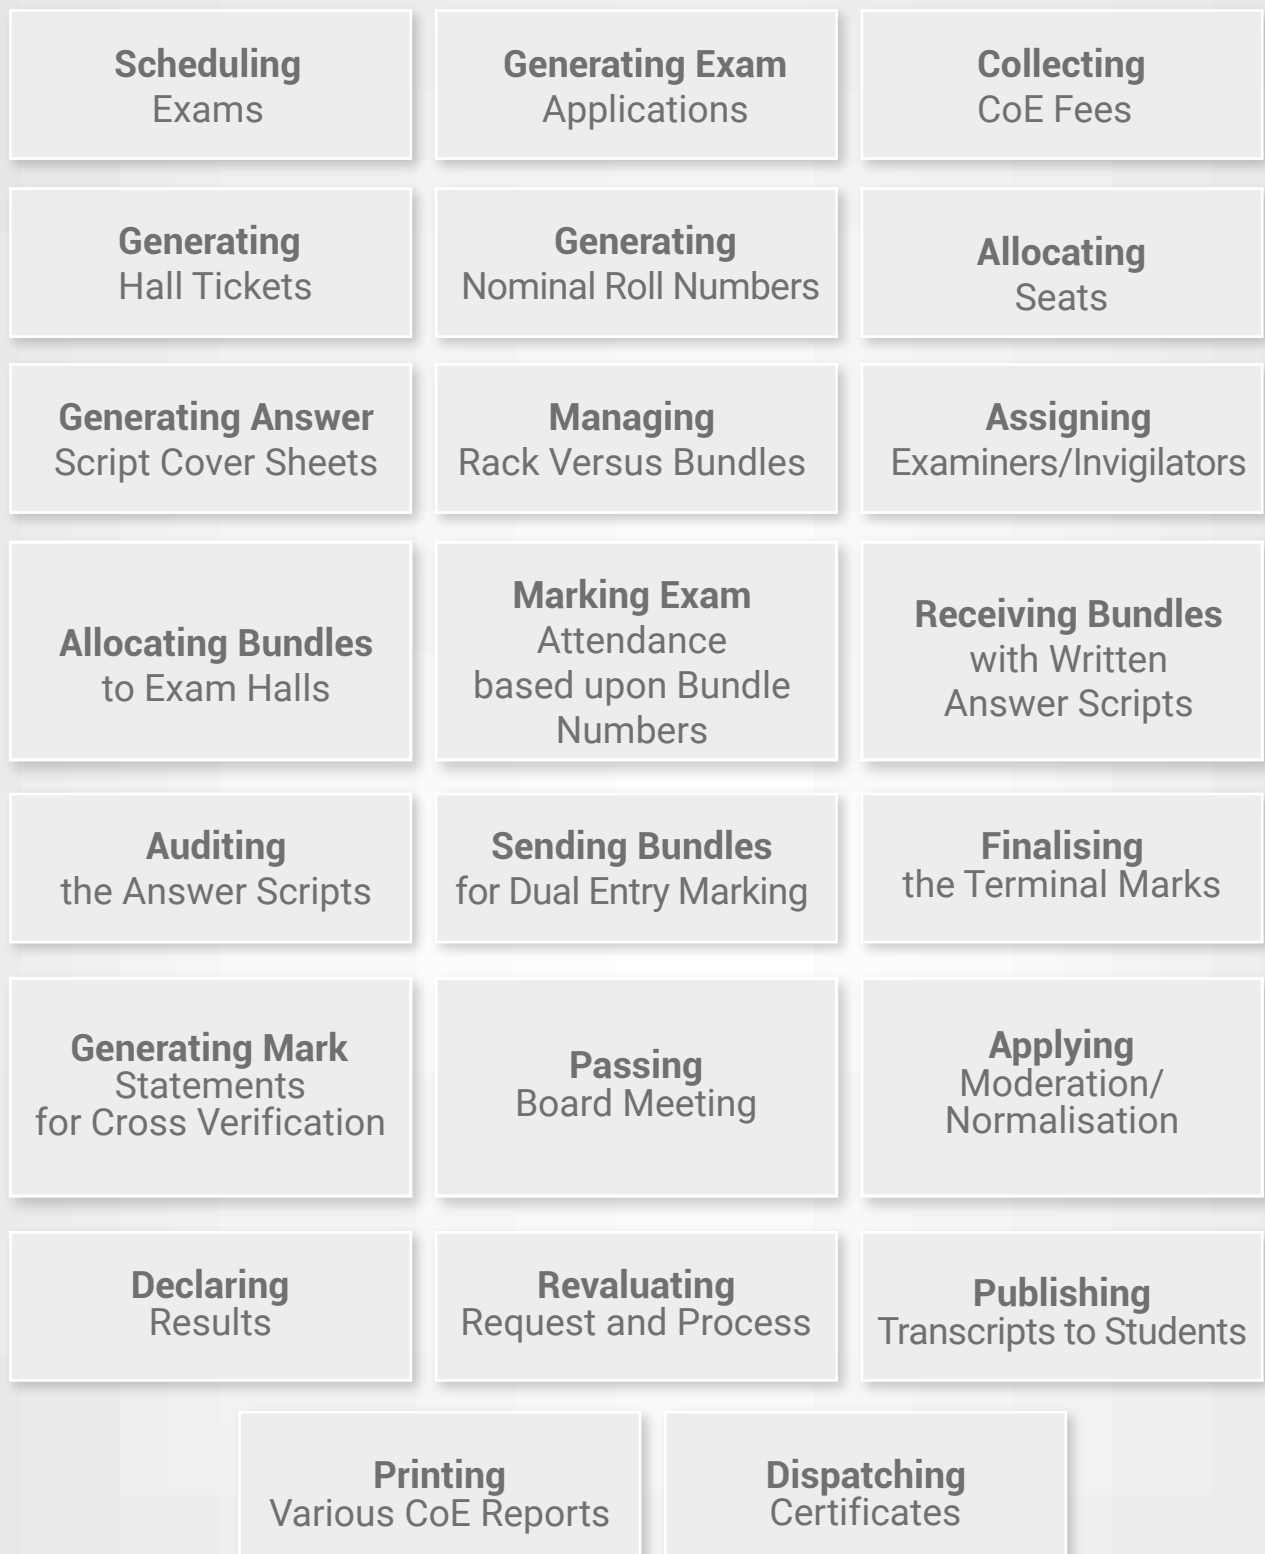 Scheduling
Exams
Generating Exam
Applications
Collecting
CoE Fees
Generating
Hall Tickets
Generating
Nominal Roll Numbers
Allocating
Seats
Generating Answer
Script Cover Sheets
Managing
Rack Versus Bundles
Assigning
Examiners/Invigilators
Allocating Bundles
to Exam Halls
Marking Exam
Attendance
based upon Bundle
Numbers
Receiving Bundles
with Written
Answer Scripts
Auditing
the Answer Scripts
Sending Bundles
for Dual Entry Marking
Finalising
the Terminal Marks
Generating Mark
Statements
for Cross Verification
Passing
Board Meeting
Applying
Moderation/
Normalisation
Declaring
Results
Revaluating
Request and Process
Publishing
Transcripts to Students
Printing
Various CoE Reports
Dispatching
Certificates